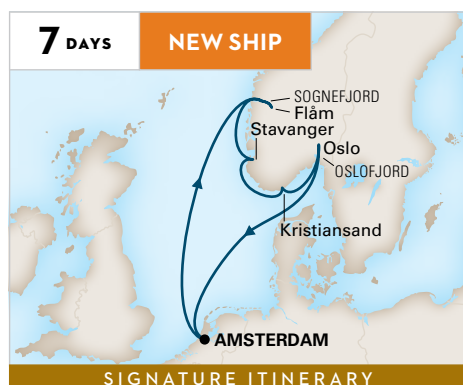 7 DAYS
NEW SHIP
SOGNEFJORD
Flåm
Stavanger
Oslo
OSLOFJORD
Kristiansand
AMSTERDAM
SIGNATURE ITINERARY